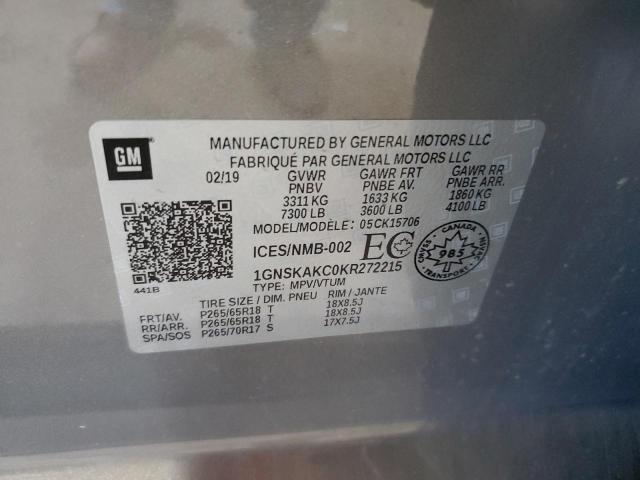 GM
MANUFACTURED BY GENERAL MOTORS LLC
FABRIQUÉ PAR GENERAL MOTORS LLC
02/19 GVWR GAWR FRT GAWR RR
PNBV PNBE AV. PNBE ARR.
3311 KG 1633 KG 1860 KG
7300 LB 3600 LB 4100 LB
MODEL/MODÈLE: 05CK15706
ICES/NMB-002 EC
CANADA
985
1GNSKAKC0KR272215
TYPE: MPV/VTUM
441B
TIRE SIZE / DIM. PNEU RIM / JANTE
FRT/AV. P265/65R18 T 18X8.5J
RR/ARR. P265/65R18 T 18X8.5J
SPA/SOS P265/70R17 S 17X7.5J